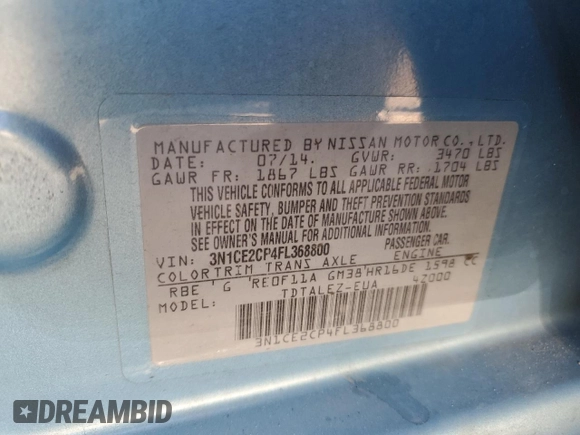 MANUFACTURED BY NISSAN MOTOR CO., LTD.
DATE: 07/14. GVWR: 3470 LBS
GAWR FR: 1867 LBS GAWR RR: 1704 LBS
THIS VEHICLE CONFORMS TO ALL APPLICABLE FEDERAL MOTOR
VEHICLE SAFETY, BUMPER AND THEFT PREVENTION STANDARDS
IN EFFECT ON THE DATE OF MANUFACTURE SHOWN ABOVE.
SEE OWNER'S MANUAL FOR ADDITIONAL INFORMATION
VIN: 3N1CE2CP4FL368800 PASSENGER CAR.
COLOR TRIM TRANS AXLE ENGINE
RBE G RE0F11A GM38 HR16DE 1598 CC
MODEL: TDTALEZ-EUA 42000
3N1CE2CP4FL368800
DREAMBID